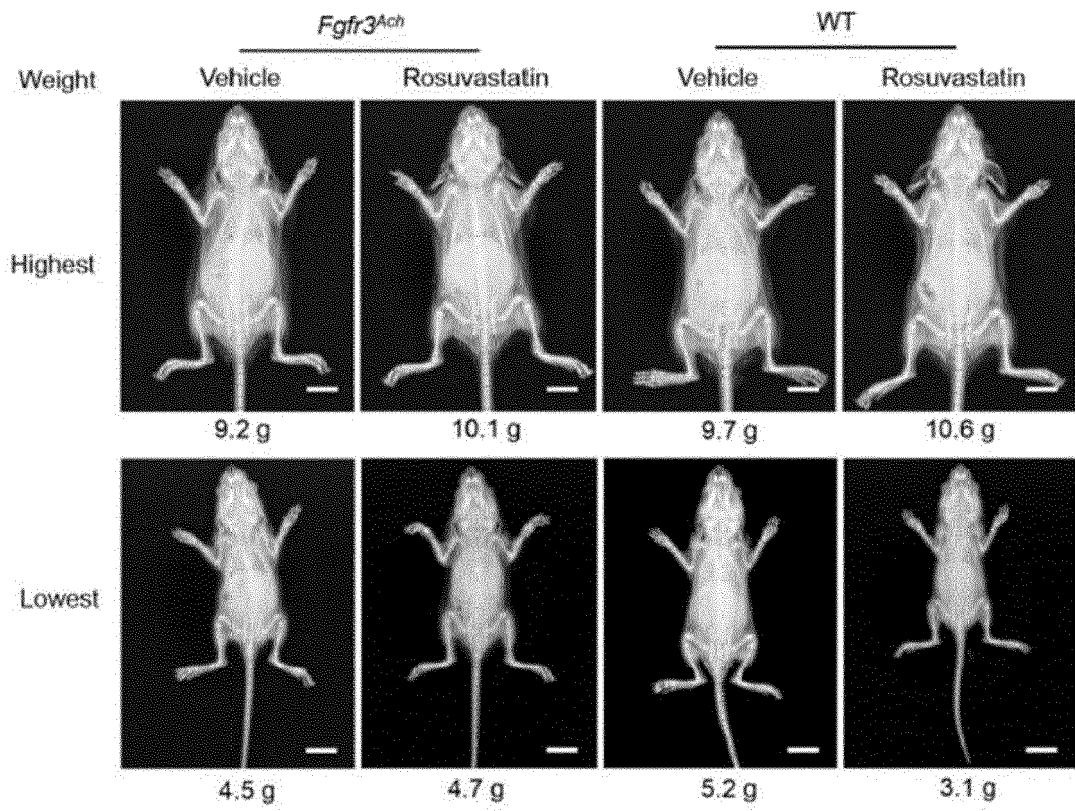 Fgfr3Ach WT
Weight Vehicle Rosuvastatin Vehicle Rosuvastatin
Highest
9.2 g 10.1 g 9.7 g 10.6 g
Lowest
4.5 g 4.7 g 5.2 g 3.1 g